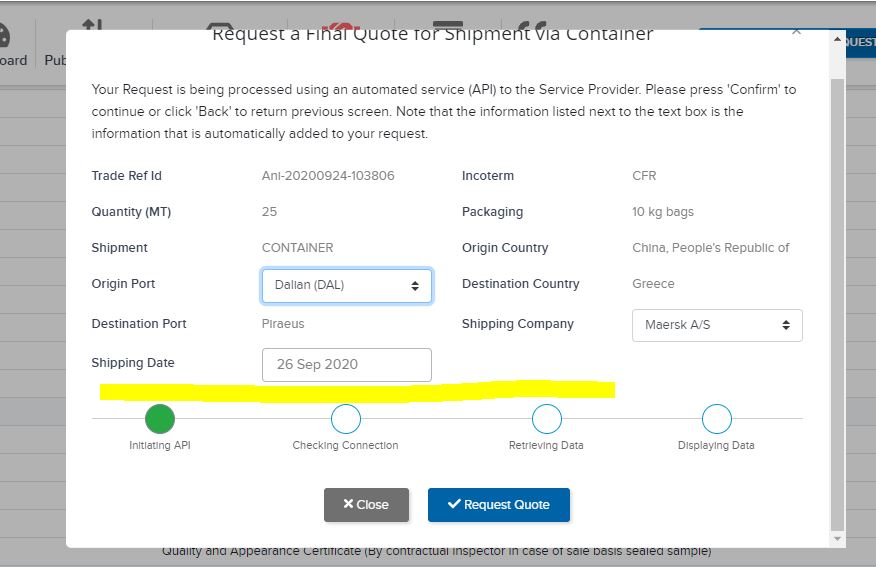 Request a Final Quote for Shipment via Container
oard
Pub
QUEST
Your Request is being processed using an automated service (API) to the Service Provider. Please press 'Confirm' to
continue or click 'Back' to return previous screen. Note that the information listed next to the text box is the
information that is automatically added to your request.
Trade Ref Id Ani-20200924-103806 Incoterm CFR
Quantity (MT) 25 Packaging 10 kg bags
Shipment CONTAINER Origin Country China, People's Republic of
Origin Port Dalian (DAL) Destination Country Greece
Destination Port Piraeus Shipping Company Maersk A/S
Shipping Date 26 Sep 2020
Initiating API Checking Connection Retrieving Data Displaying Data
Close Request Quote
Quality and Appearance Certificate (By contractual inspector in case of sale basis sealed sample)